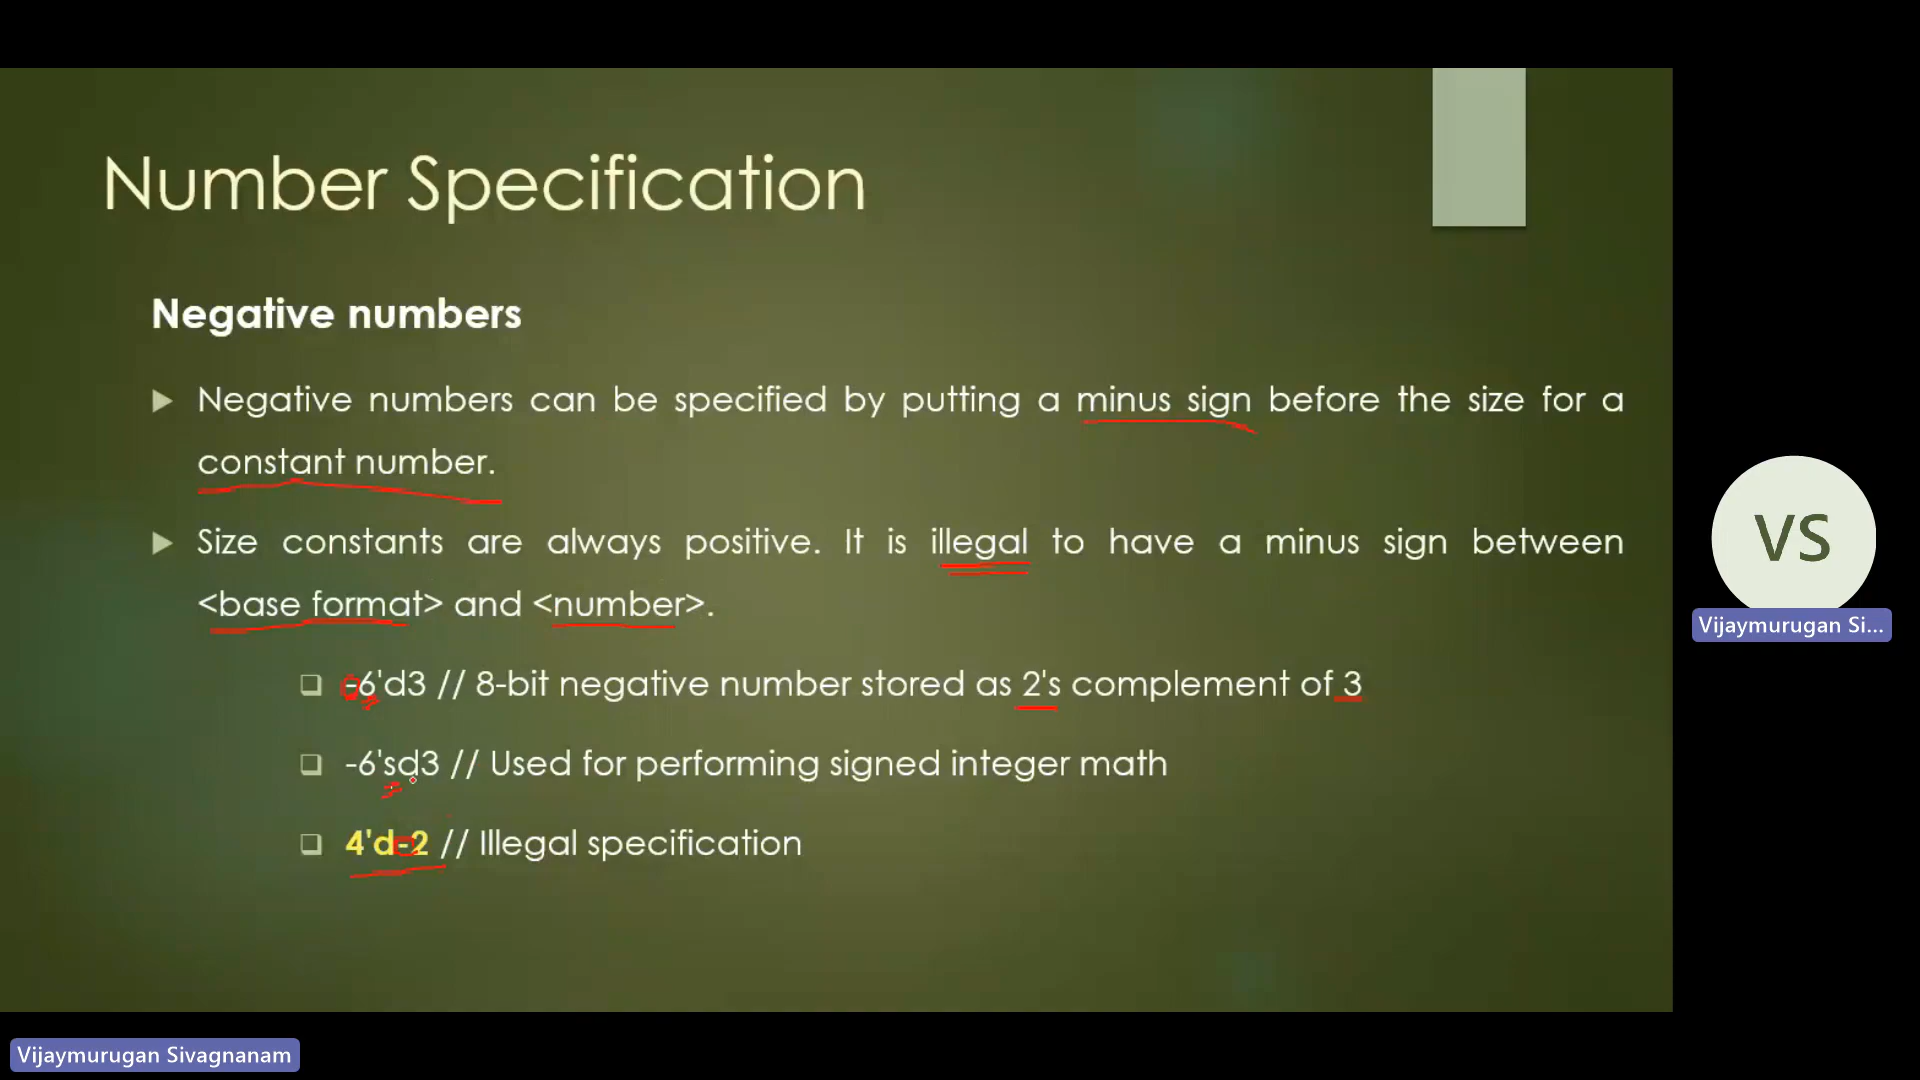 Number Specification
Negative numbers
Negative numbers can be specified by putting a minus sign before the size for a
constant number.
Size constants are always positive. It is illegal to have a minus sign between
<base format> and <number>.
-6'd3 // 8-bit negative number stored as 2's complement of 3
-6'sd3 // Used for performing signed integer math
4'd-2 // Illegal specification
VS
Vijaymurugan Si...
Vijaymurugan Sivagnanam